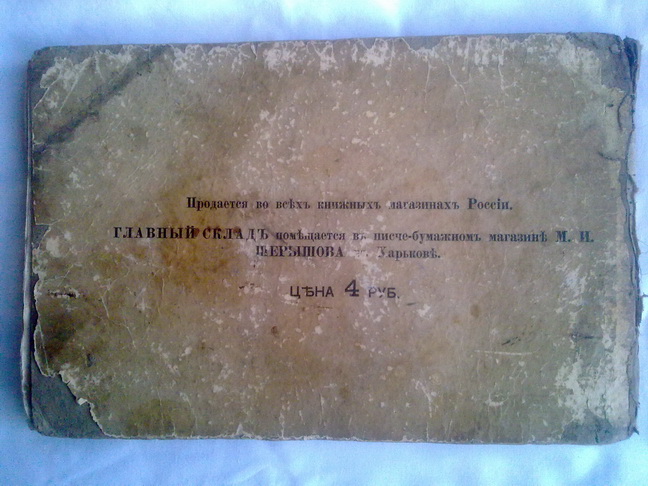 Продается во всѣхъ книжныхъ магазинахъ Россіи.
ГЛАВНЫЙ СКЛАДЪ помѣщается въ писче-бумажномъ магазинѣ М. И.
Харьковѣ.
ЦѢНА 4 РУБ.